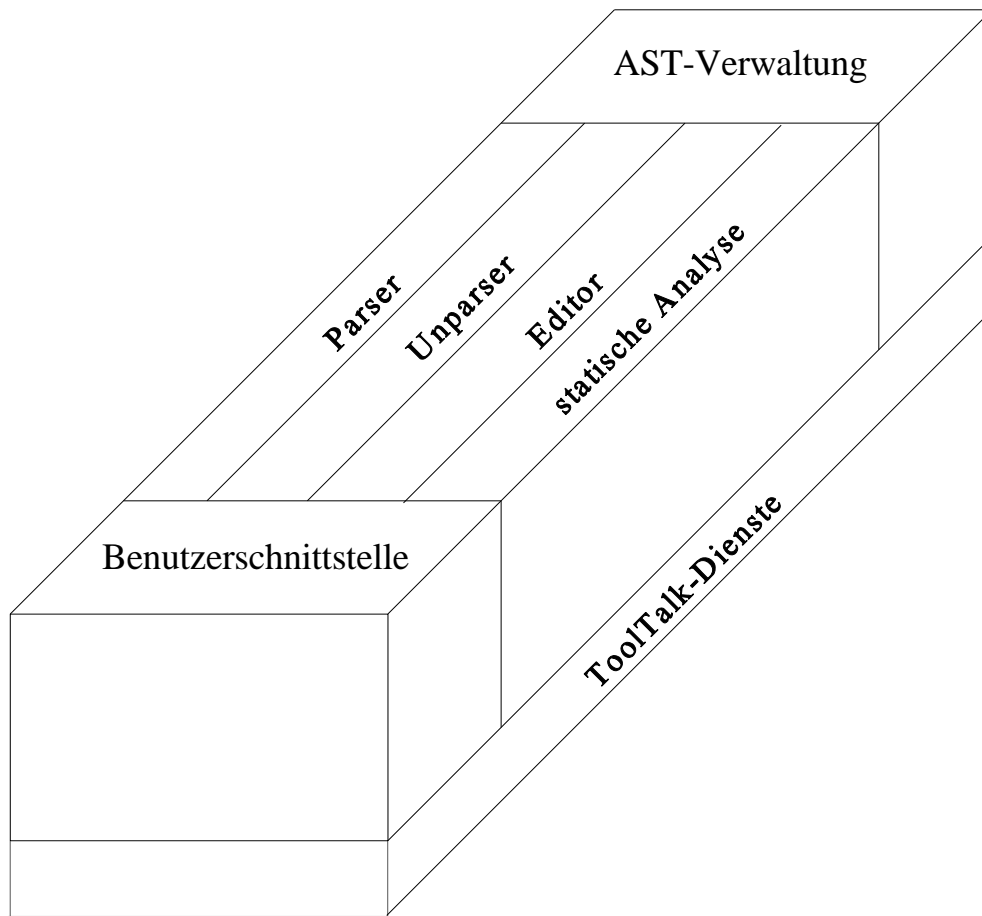 AST-Verwaltung
Parser
Unparser
Editor
statische Analyse
Benutzerschnittstelle
ToolTalk-Dienste